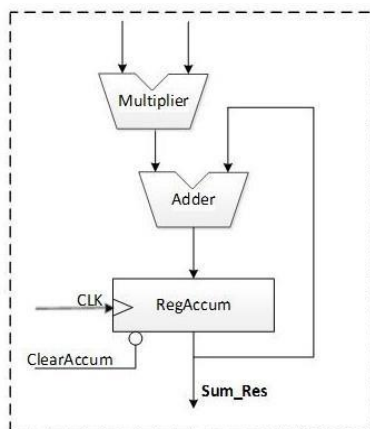 Multiplier
Adder
CLK
RegAccum
ClearAccum
Sum_Res